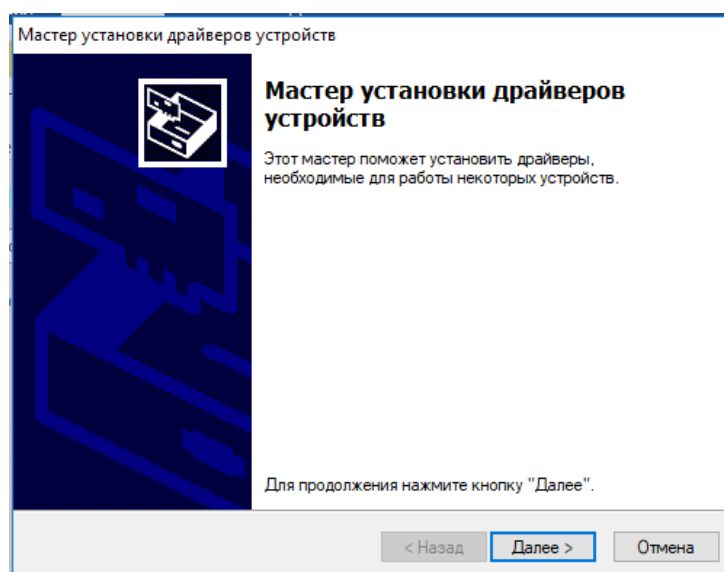 Мастер установки драйверов устройств
Мастер установки драйверов
устройств
Этот мастер поможет установить драйверы,
необходимые для работы некоторых устройств.
Для продолжения нажмите кнопку "Далее".
< Назад
Далее >
Отмена